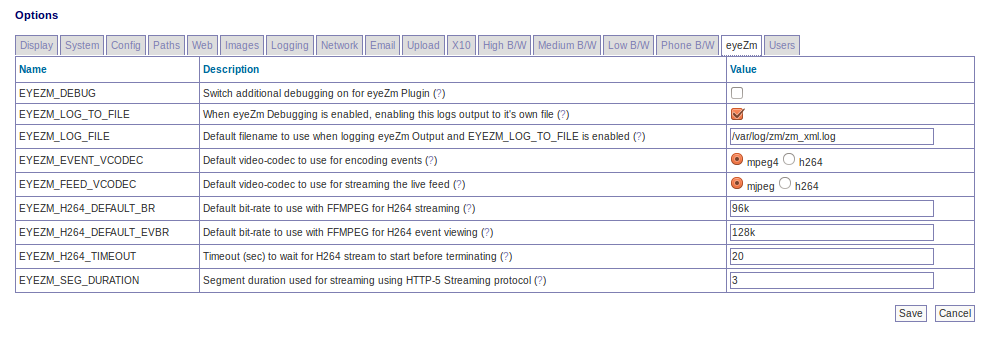 Options
Display System Config Paths Web Images Logging Network Email Upload X10 High B/W Medium B/W Low B/W Phone B/W eyeZm Users
Name Description Value
EYEZM_DEBUG Switch additional debugging on for eyeZm Plugin (?)
EYEZM_LOG_TO_FILE When eyeZm Debugging is enabled, enabling this logs output to it's own file (?)
EYEZM_LOG_FILE Default filename to use when logging eyeZm Output and EYEZM_LOG_TO_FILE is enabled (?) /var/log/zm/zm_xml.log
EYEZM_EVENT_VCODEC Default video-codec to use for encoding events (?) mpeg4 h264
EYEZM_FEED_VCODEC Default video-codec to use for streaming the live feed (?) mjpeg h264
EYEZM_H264_DEFAULT_BR Default bit-rate to use with FFMPEG for H264 streaming (?) 96k
EYEZM_H264_DEFAULT_EVBR Default bit-rate to use with FFMPEG for H264 event viewing (?) 128k
EYEZM_H264_TIMEOUT Timeout (sec) to wait for H264 stream to start before terminating (?) 20
EYEZM_SEG_DURATION Segment duration used for streaming using HTTP-5 Streaming protocol (?) 3
Save Cancel